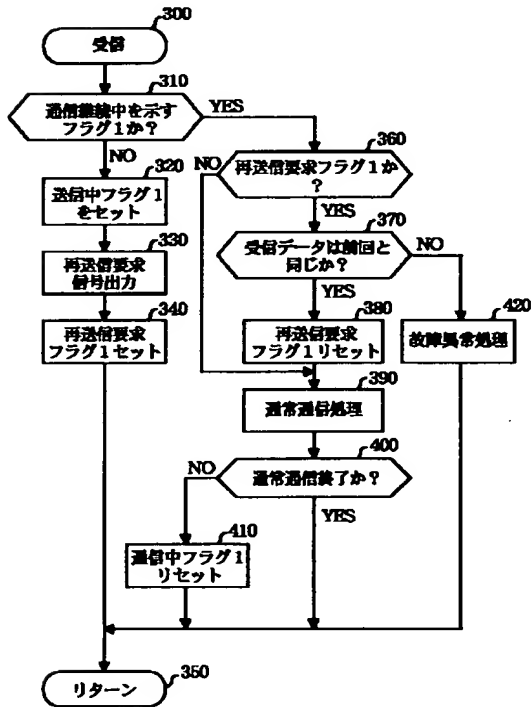 300
受信
310
通信継続中を示す
フラグ1か?
YES
NO
320
送信中フラグ1
をセット
330
再送信要求
信号出力
340
再送信要求
フラグ1セット
360
NO
再送信要求フラグ1か
?
YES
370
受信データは前回と
同じか?
NO
YES
380
再送信要求
フラグ1リセット
420
故障異常処理
390
通常通信処理
400
NO
通常通信終了か?
YES
410
通信中フラグ1
リセット
350
リターン